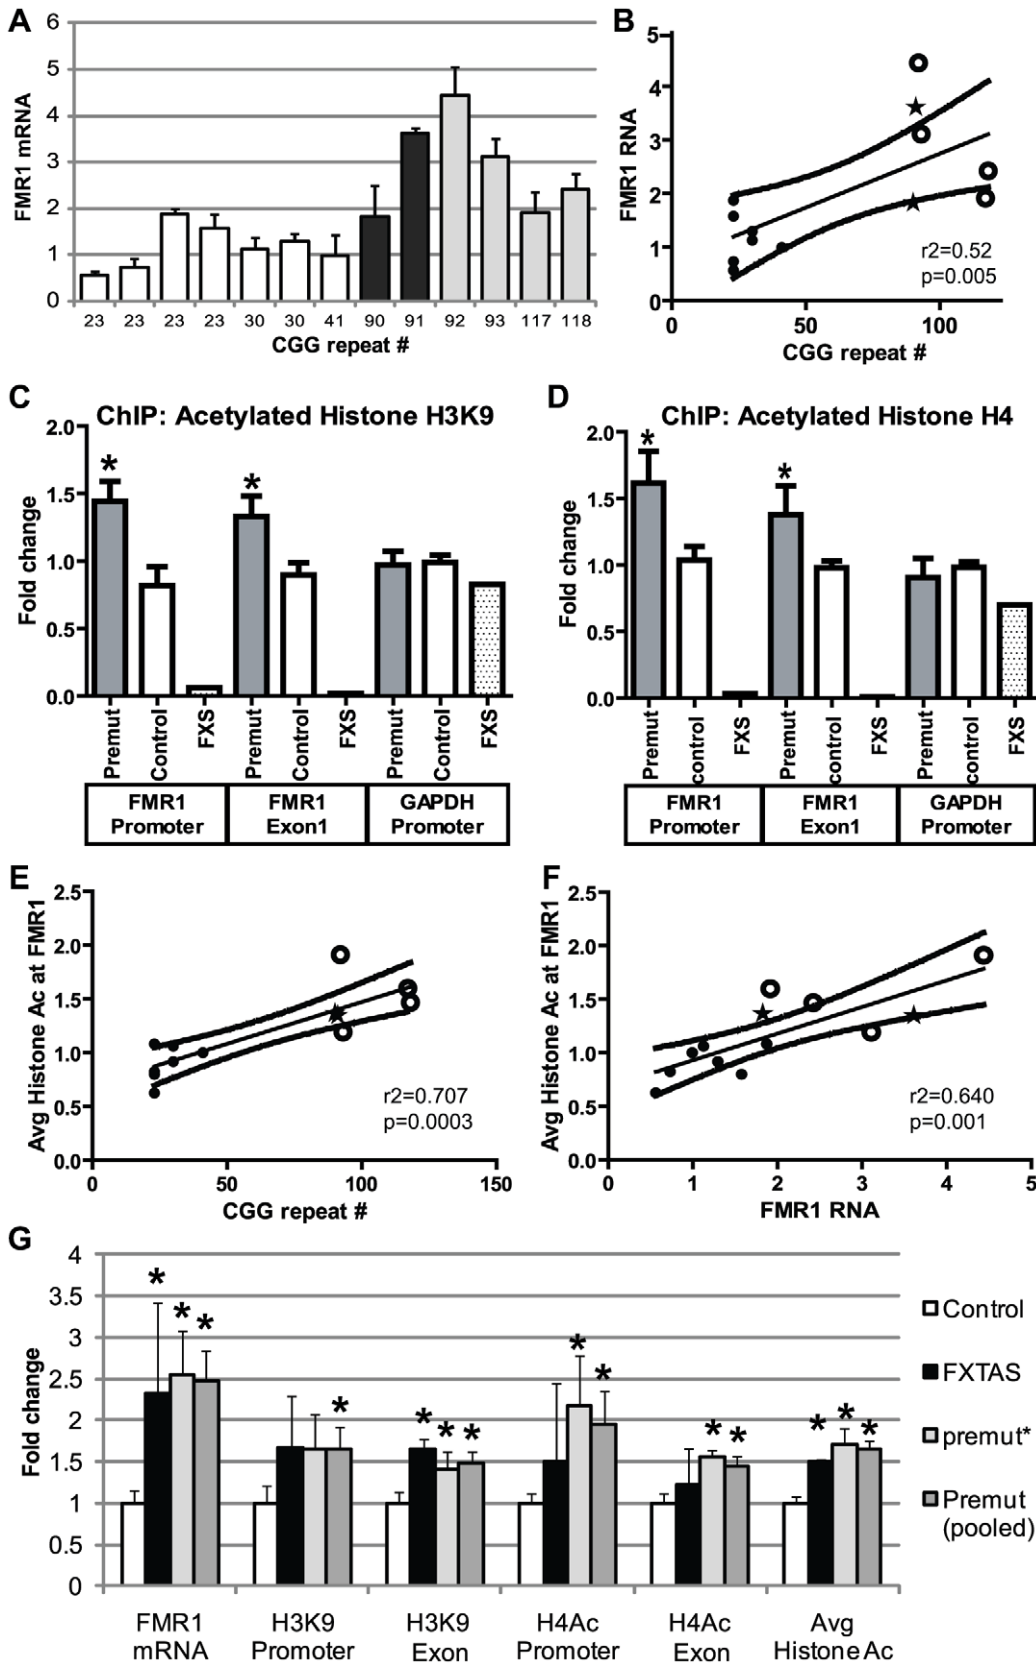 A
6
5
4
3
2
1
0
FMR1 mRNA
23 23 23 23 30 30 41 90 91 92 93 117 118
CGG repeat #
B
5
4
3
2
1
0
FMR1 RNA
r2=0.52
p=0.005
0 50 100
CGG repeat #
C
ChIP: Acetylated Histone H3K9
2.0
1.5
1.0
0.5
0.0
Fold change
* *
Premut Control FXS Premut Control FXS Premut Control FXS
FMR1 Promoter
FMR1 Exon1
GAPDH Promoter
D
ChIP: Acetylated Histone H4
2.0
1.5
1.0
0.5
0.0
Fold change
* *
Premut control FXS Premut control FXS Premut control FXS
FMR1 Promoter
FMR1 Exon1
GAPDH Promoter
E
2.5
2.0
1.5
1.0
0.5
0.0
Avg Histone Ac at FMR1
r2=0.707
p=0.0003
0 50 100 150
CGG repeat #
F
2.5
2.0
1.5
1.0
0.5
0.0
Avg Histone Ac at FMR1
r2=0.640
p=0.001
0 1 2 3 4 5
FMR1 RNA
G
4
3.5
3
2.5
2
1.5
1
0.5
0
Fold change
* * * * * * * * * * * * * *
Control
FXTAS
premut*
Premut
(pooled)
FMR1 H3K9 H3K9 H4Ac H4Ac Avg
mRNA Promoter Exon Promoter Exon Histone Ac